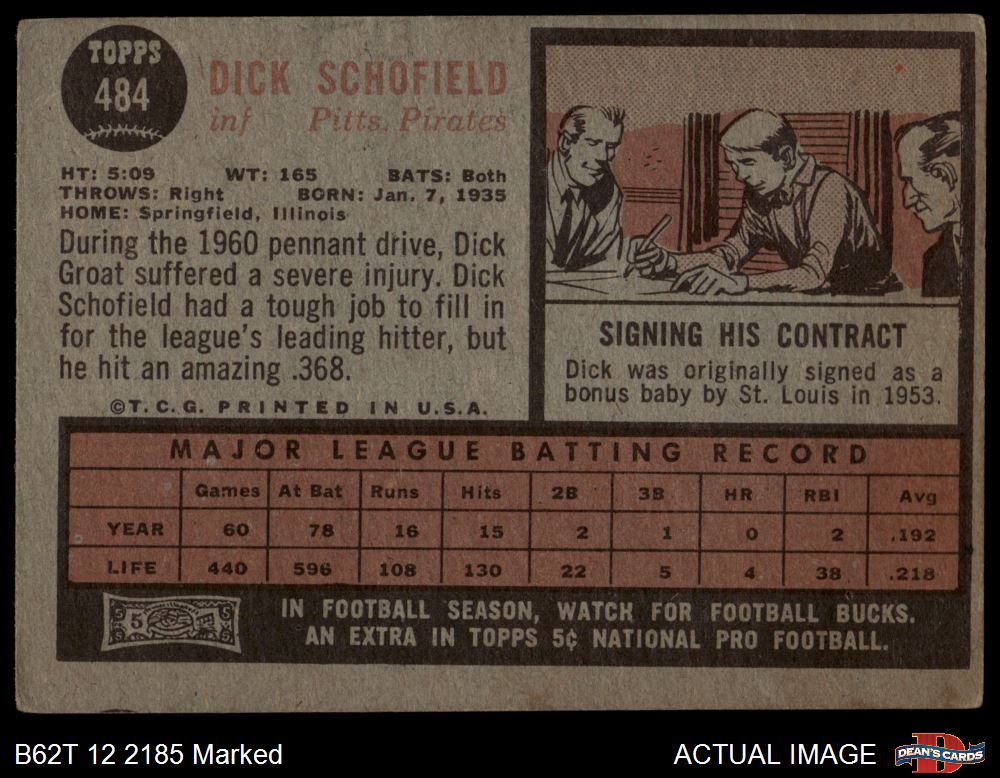 TOPPS
484
DICK SCHOFIELD
inf Pitts. Pirates
HT: 5:09 WT: 165 BATS: Both
THROWS: Right BORN: Jan. 7, 1935
HOME: Springfield, Illinois
During the 1960 pennant drive, Dick
Groat suffered a severe injury. Dick
Schofield had a tough job to fill in
for the league's leading hitter, but
he hit an amazing .368.
©T.C.G. PRINTED IN U.S.A.
SIGNING HIS CONTRACT
Dick was originally signed as a
bonus baby by St. Louis in 1953.
MAJOR LEAGUE BATTING RECORD
Games At Bat Runs Hits 2B 3B HR RBI Avg
YEAR 60 78 16 15 2 1 0 2 .192
LIFE 440 596 108 130 22 5 4 38 .218
5
IN FOOTBALL SEASON, WATCH FOR FOOTBALL BUCKS.
AN EXTRA IN TOPPS 5¢ NATIONAL PRO FOOTBALL.
B62T 12 2185 Marked
ACTUAL IMAGE
DEAN'S CARDS